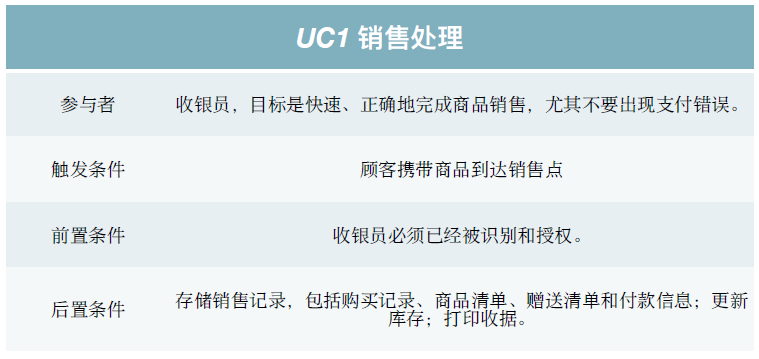 UC1 销售处理
参与者 收银员，目标是快速、正确地完成商品销售，尤其不要出现支付错误。
触发条件 顾客携带商品到达销售点
前置条件 收银员必须已经被识别和授权。
后置条件 存储销售记录，包括购买记录、商品清单、赠送清单和付款信息；更新
库存；打印收据。